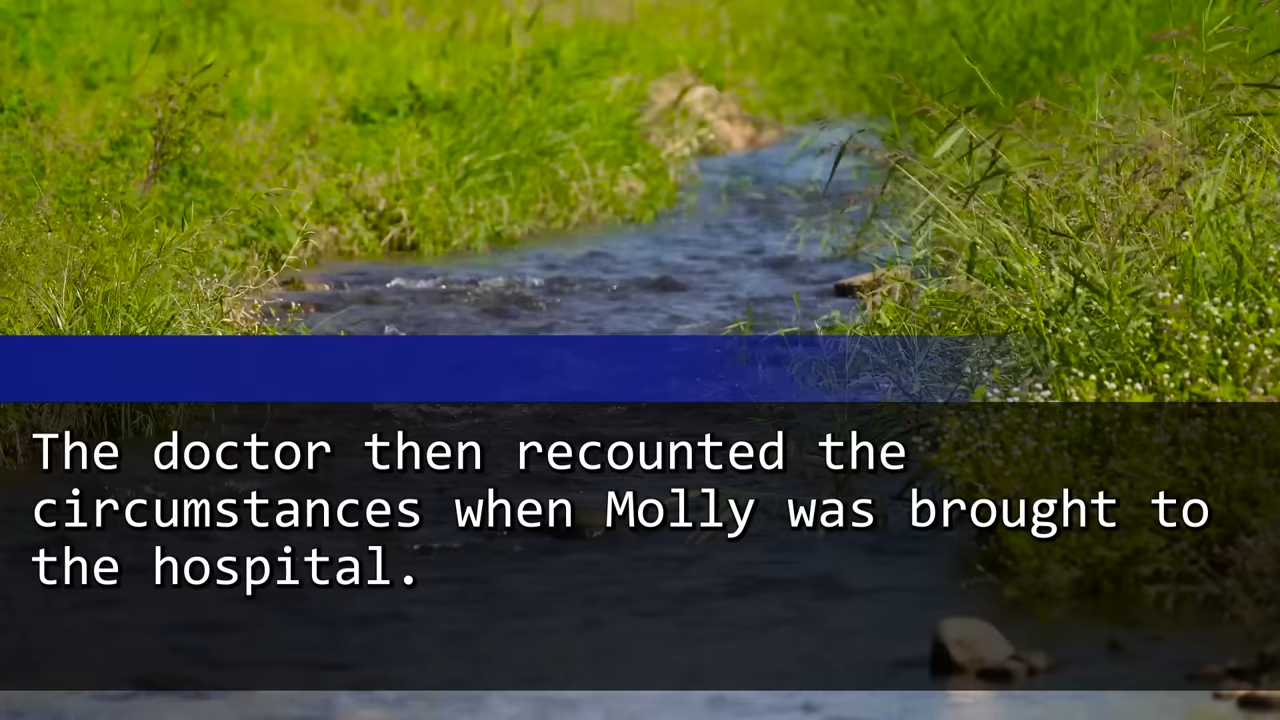 The doctor then recounted the
circumstances when Molly was brought to
the hospital.